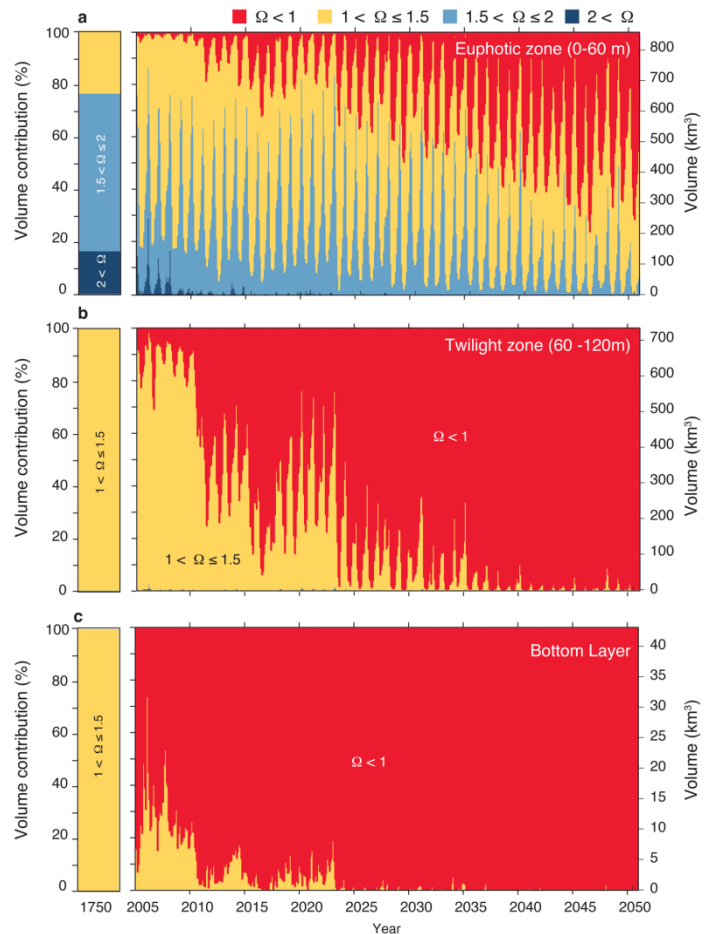 Ω < 1 1 < Ω ≤ 1.5 1.5 < Ω ≤ 2 2 < Ω
a
Euphotic zone (0-60 m)
Volume contribution (%)
100
80
60
40
20
0
1.5 < Ω ≤ 2
2 < Ω
800
700
600
500
400
300
200
100
0
Volume (km³)
b
Twilight zone (60 -120m)
Volume contribution (%)
100
80
60
40
20
0
1 < Ω ≤ 1.5
Ω < 1
1 < Ω ≤ 1.5
700
600
500
400
300
200
100
0
Volume (km³)
c
Bottom Layer
Volume contribution (%)
100
80
60
40
20
0
1 < Ω ≤ 1.5
Ω < 1
40
35
30
25
20
15
10
5
0
Volume (km³)
1750 2005 2010 2015 2020 2025 2030 2035 2040 2045 2050
Year